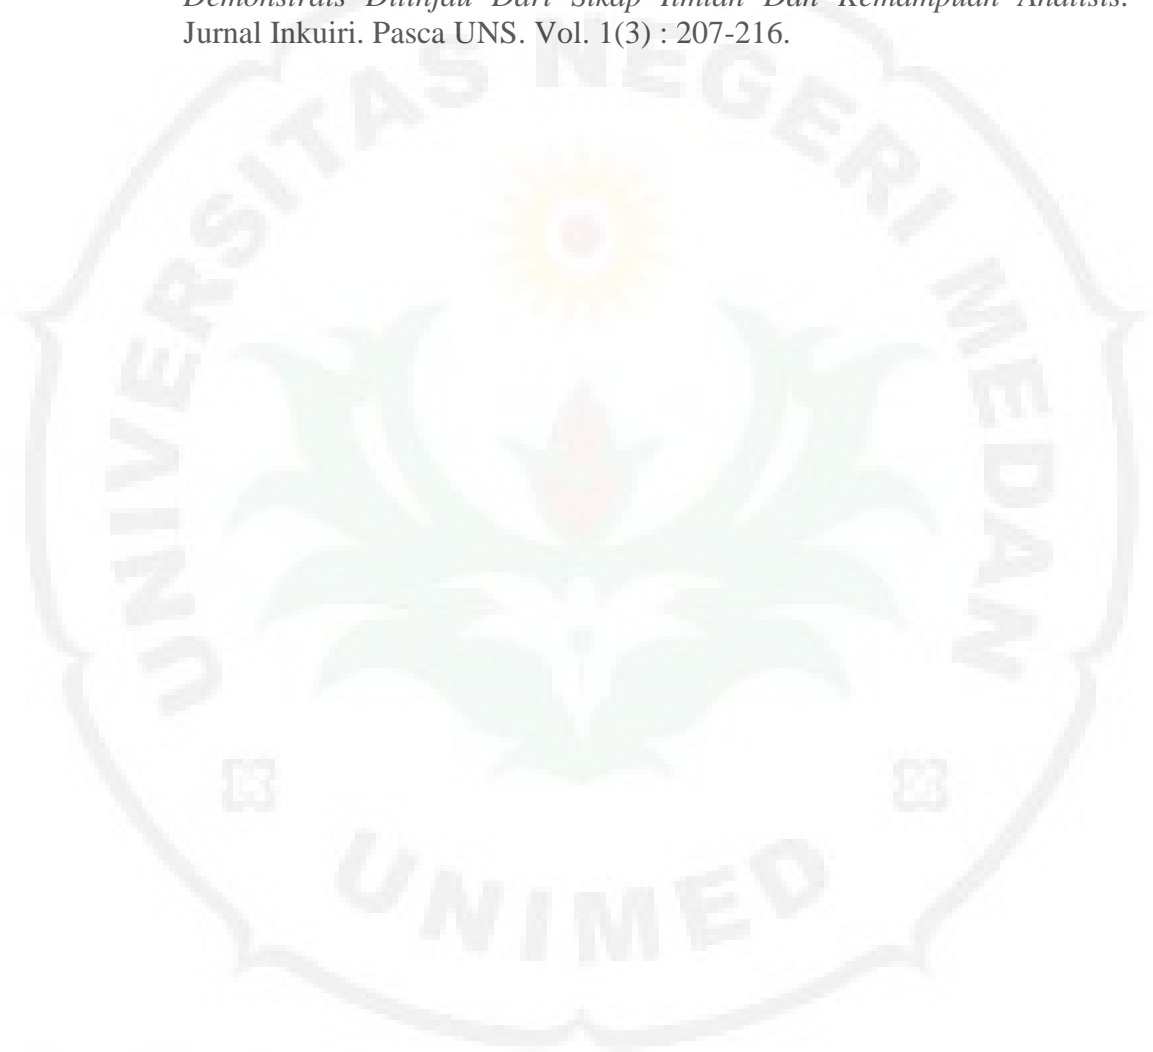 Demonstrais Ditinjau Dari Sikap Ilmiah Dan Kemampuan Analisis.
Jurnal Inkuiri. Pasca UNS. Vol. 1(3) : 207-216.
UNIVERSITAS NEGERI MEDAN
UNIMED